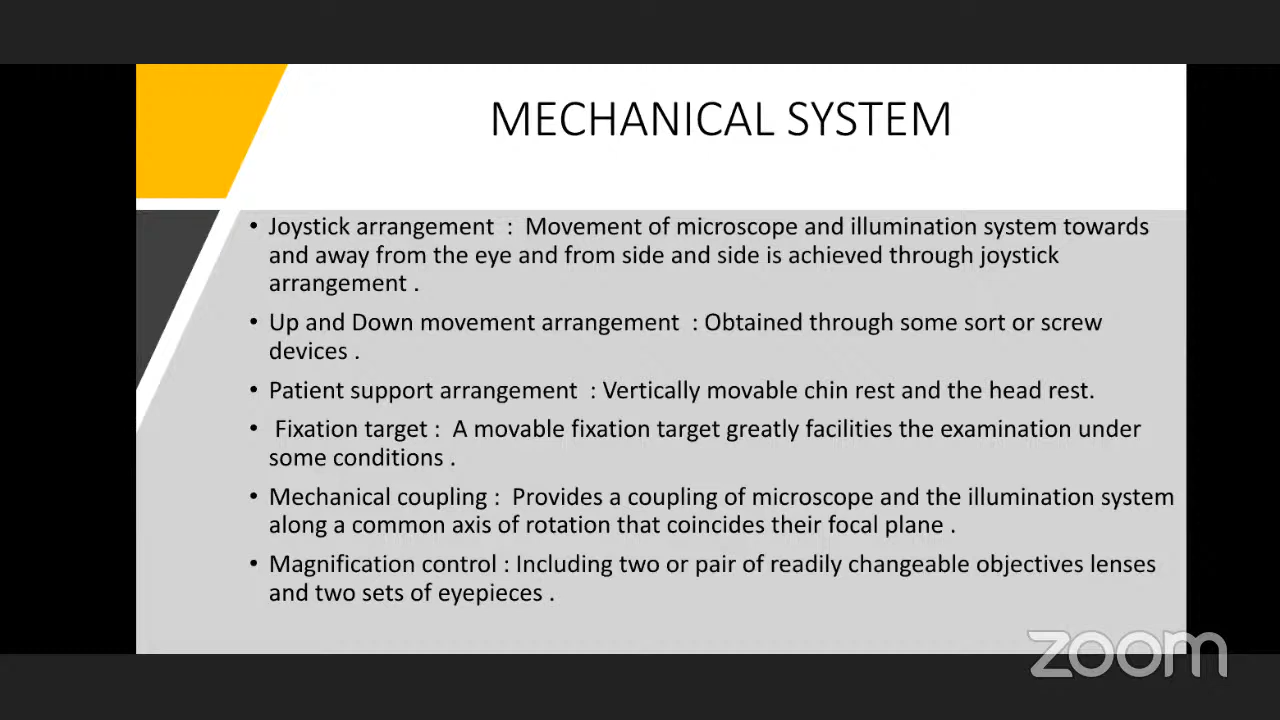 MECHANICAL SYSTEM
• Joystick arrangement : Movement of microscope and illumination system towards
and away from the eye and from side and side is achieved through joystick
arrangement .
• Up and Down movement arrangement : Obtained through some sort or screw
devices .
• Patient support arrangement : Vertically movable chin rest and the head rest.
• Fixation target : A movable fixation target greatly facilities the examination under
some conditions .
• Mechanical coupling : Provides a coupling of microscope and the illumination system
along a common axis of rotation that coincides their focal plane .
• Magnification control : Including two or pair of readily changeable objectives lenses
and two sets of eyepieces .
zoom